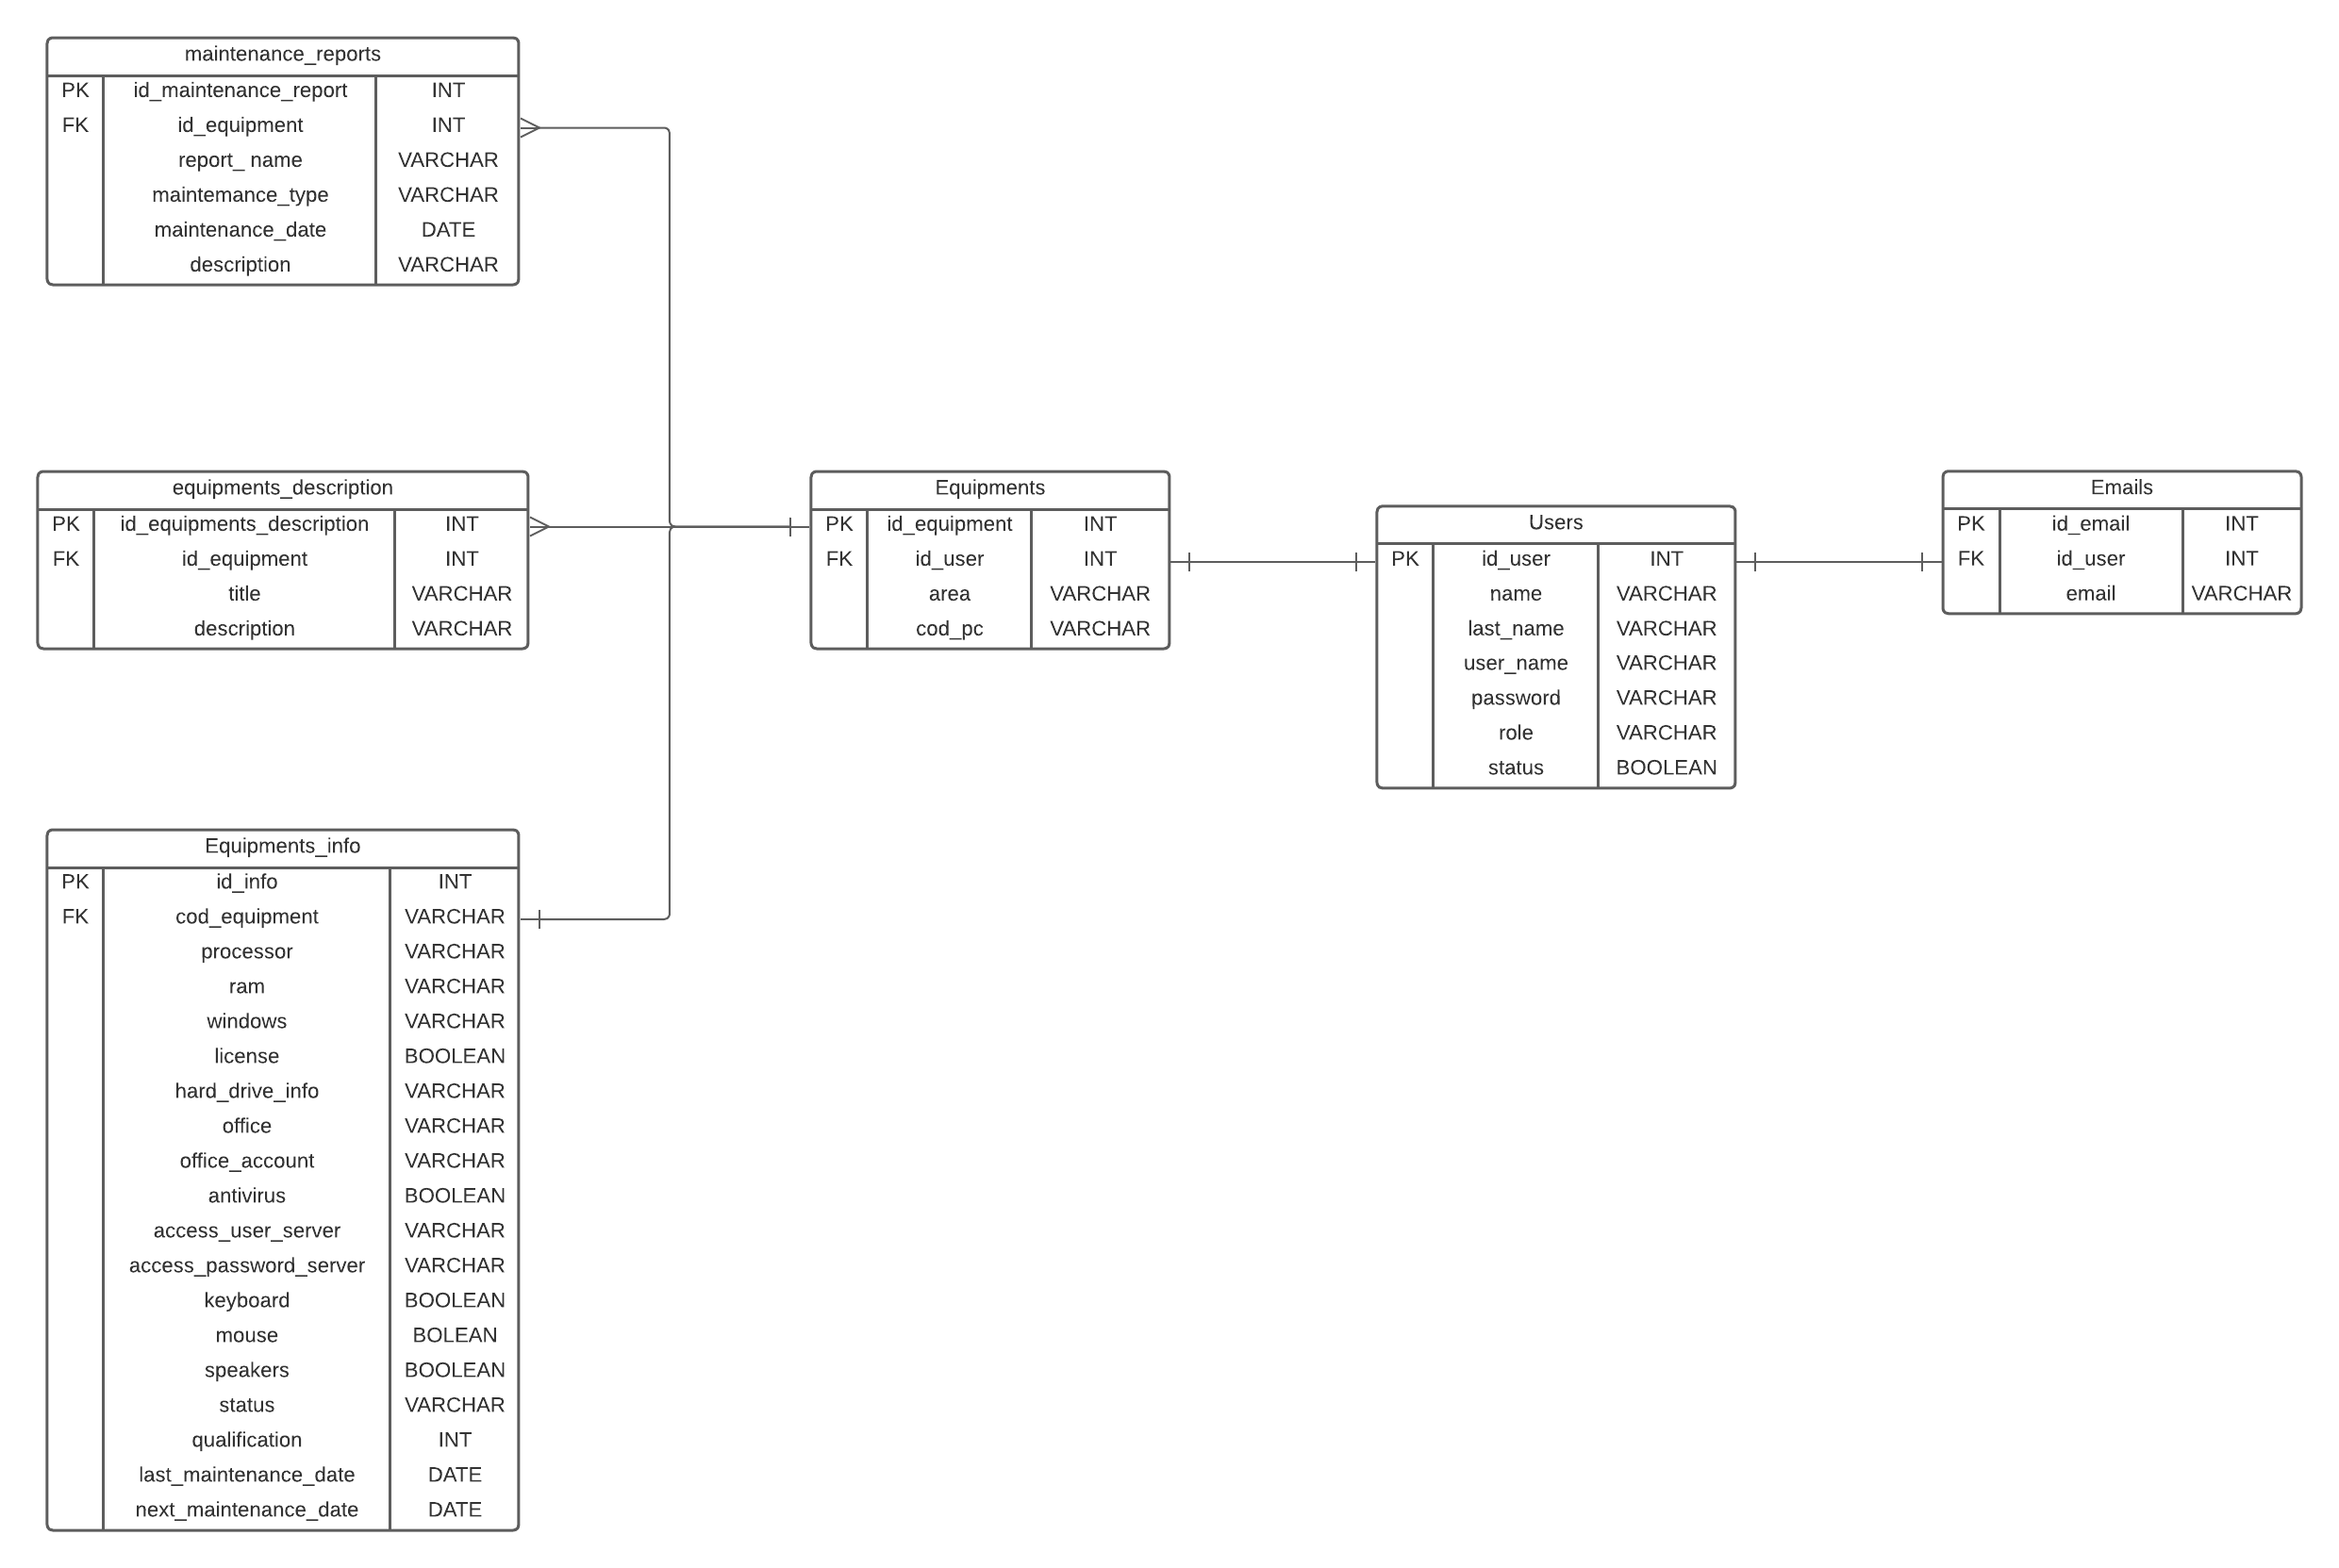 maintenance_reports
PK id_maintenance_report INT
FK id_equipment INT
report_ name VARCHAR
maintemance_type VARCHAR
maintenance_date DATE
description VARCHAR
equipments_description
PK id_equipments_description INT
FK id_equipment INT
title VARCHAR
description VARCHAR
Equipments
PK id_equipment INT
FK id_user INT
area VARCHAR
cod_pc VARCHAR
Users
PK id_user INT
name VARCHAR
last_name VARCHAR
user_name VARCHAR
password VARCHAR
role VARCHAR
status BOOLEAN
Emails
PK id_email INT
FK id_user INT
email VARCHAR
Equipments_info
PK id_info INT
FK cod_equipment VARCHAR
processor VARCHAR
ram VARCHAR
windows VARCHAR
license BOOLEAN
hard_drive_info VARCHAR
office VARCHAR
office_account VARCHAR
antivirus BOOLEAN
access_user_server VARCHAR
access_password_server VARCHAR
keyboard BOOLEAN
mouse BOLEAN
speakers BOOLEAN
status VARCHAR
qualification INT
last_maintenance_date DATE
next_maintenance_date DATE